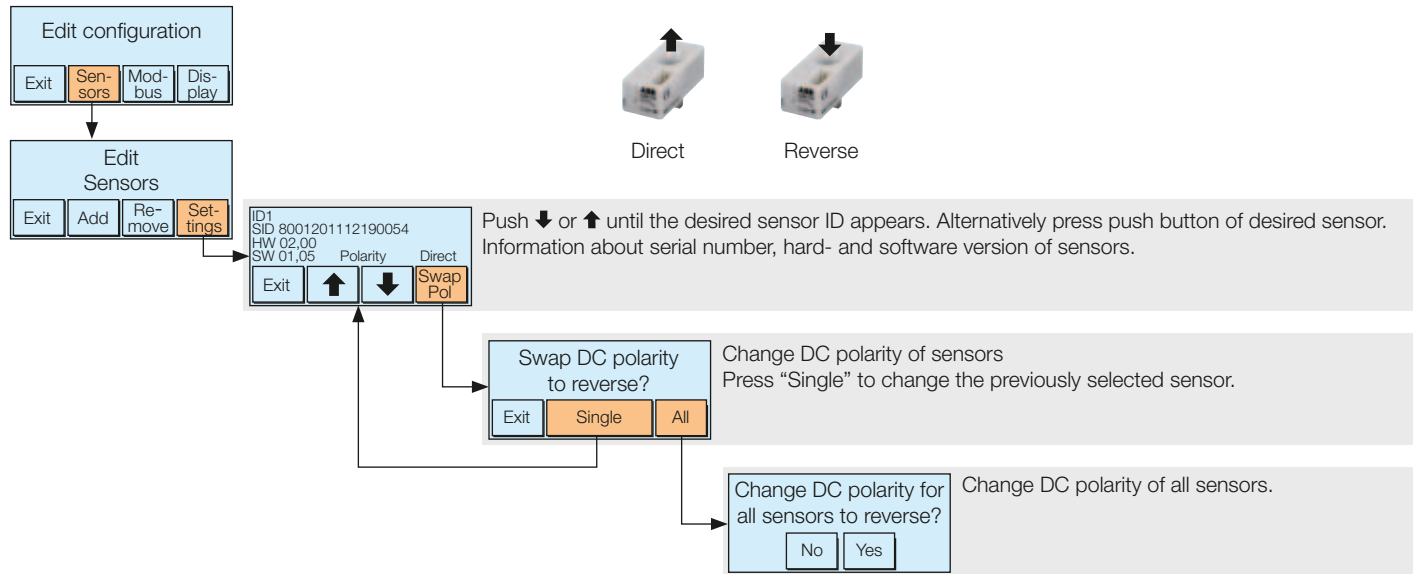 Edit configuration
Exit
Sen-
sors
Mod-
bus
Dis-
play
Direct
Reverse
Edit
Sensors
Exit
Add
Re-
move
Set-
tings
ID1
SID 8001201112190054
HW 02,00
SW 01,05 Polarity Direct
Exit
Swap
Pol
Push ⬇ or ⬆ until the desired sensor ID appears. Alternatively press push button of desired sensor.
Information about serial number, hard- and software version of sensors.
Swap DC polarity
to reverse?
Exit
Single
All
Change DC polarity of sensors
Press “Single” to change the previously selected sensor.
Change DC polarity for
all sensors to reverse?
No
Yes
Change DC polarity of all sensors.